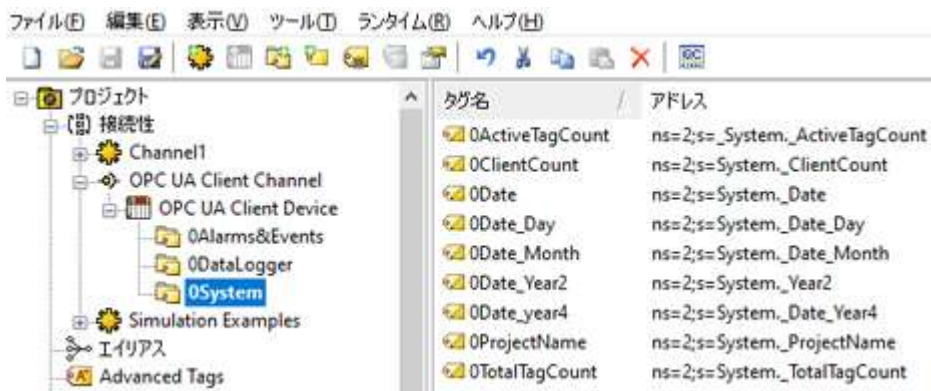 ファイル(F) 編集(E) 表示(V) ツール(T) ランタイム(R) ヘルプ(H)
プロジェクト
接続性
Channel1
OPC UA Client Channel
OPC UA Client Device
0Alarms&Events
0DataLogger
0System
Simulation Examples
エイリアス
Advanced Tags
タグ名 / アドレス
0ActiveTagCount ns=2;s=_System._ActiveTagCount
0ClientCount ns=2;s=System._ClientCount
0Date ns=2;s=System._Date
0Date_Day ns=2;s=System._Date_Day
0Date_Month ns=2;s=System._Date_Month
0Date_Year2 ns=2;s=System._Year2
0Date_year4 ns=2;s=System._Date_Year4
0ProjectName ns=2;s=System._ProjectName
0TotalTagCount ns=2;s=System._TotalTagCount